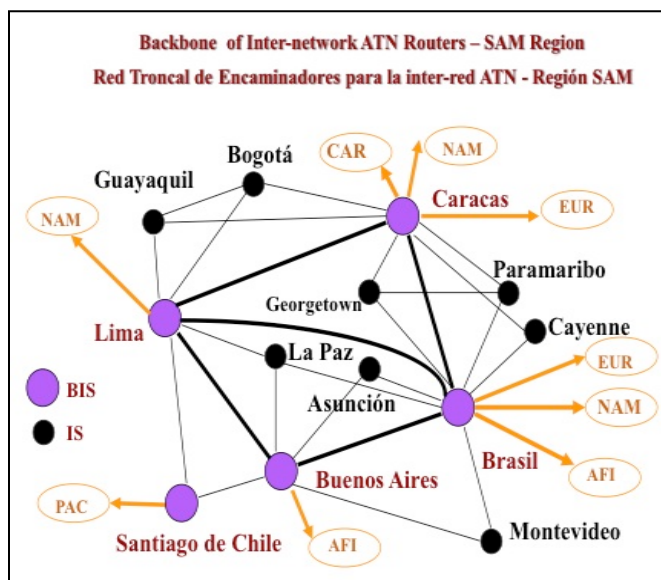 Backbone of Inter-network ATN Routers – SAM Region
Red Troncal de Encaminadores para la inter-red ATN - Región SAM
Bogotá
CAR
NAM
Guayaquil
Caracas
NAM
EUR
Paramaribo
Georgetown
Lima
Cayenne
La Paz
EUR
BIS
Asunción
NAM
IS
Brasil
Buenos Aires
AFI
PAC
Santiago de Chile
AFI
Montevideo